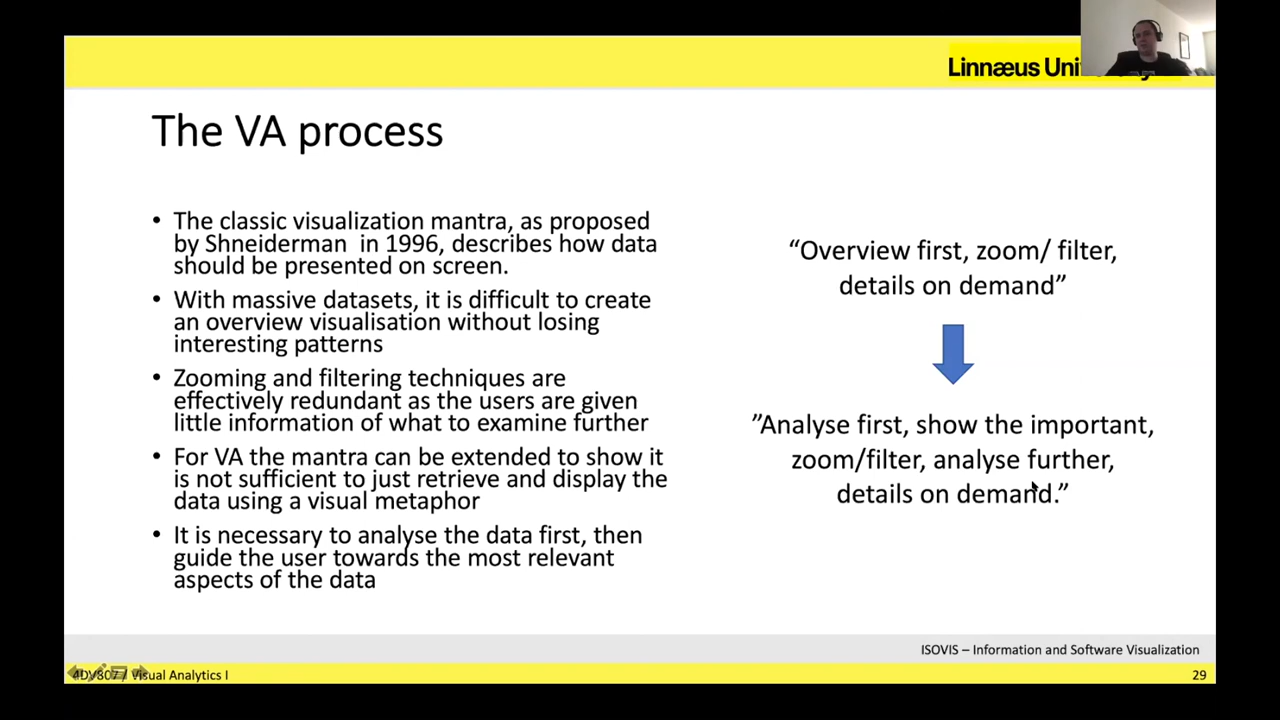 Linnæus Uni
The VA process
• The classic visualization mantra, as proposed
by Shneiderman in 1996, describes how data
should be presented on screen.
• With massive datasets, it is difficult to create
an overview visualisation without losing
interesting patterns
• Zooming and filtering techniques are
effectively redundant as the users are given
little information of what to examine further
• For VA the mantra can be extended to show it
is not sufficient to just retrieve and display the
data using a visual metaphor
• It is necessary to analyse the data first, then
guide the user towards the most relevant
aspects of the data
“Overview first, zoom/ filter,
details on demand”
”Analyse first, show the important,
zoom/filter, analyse further,
details on demand.”
ISOVIS – Information and Software Visualization
4DV807 / Visual Analytics I
29